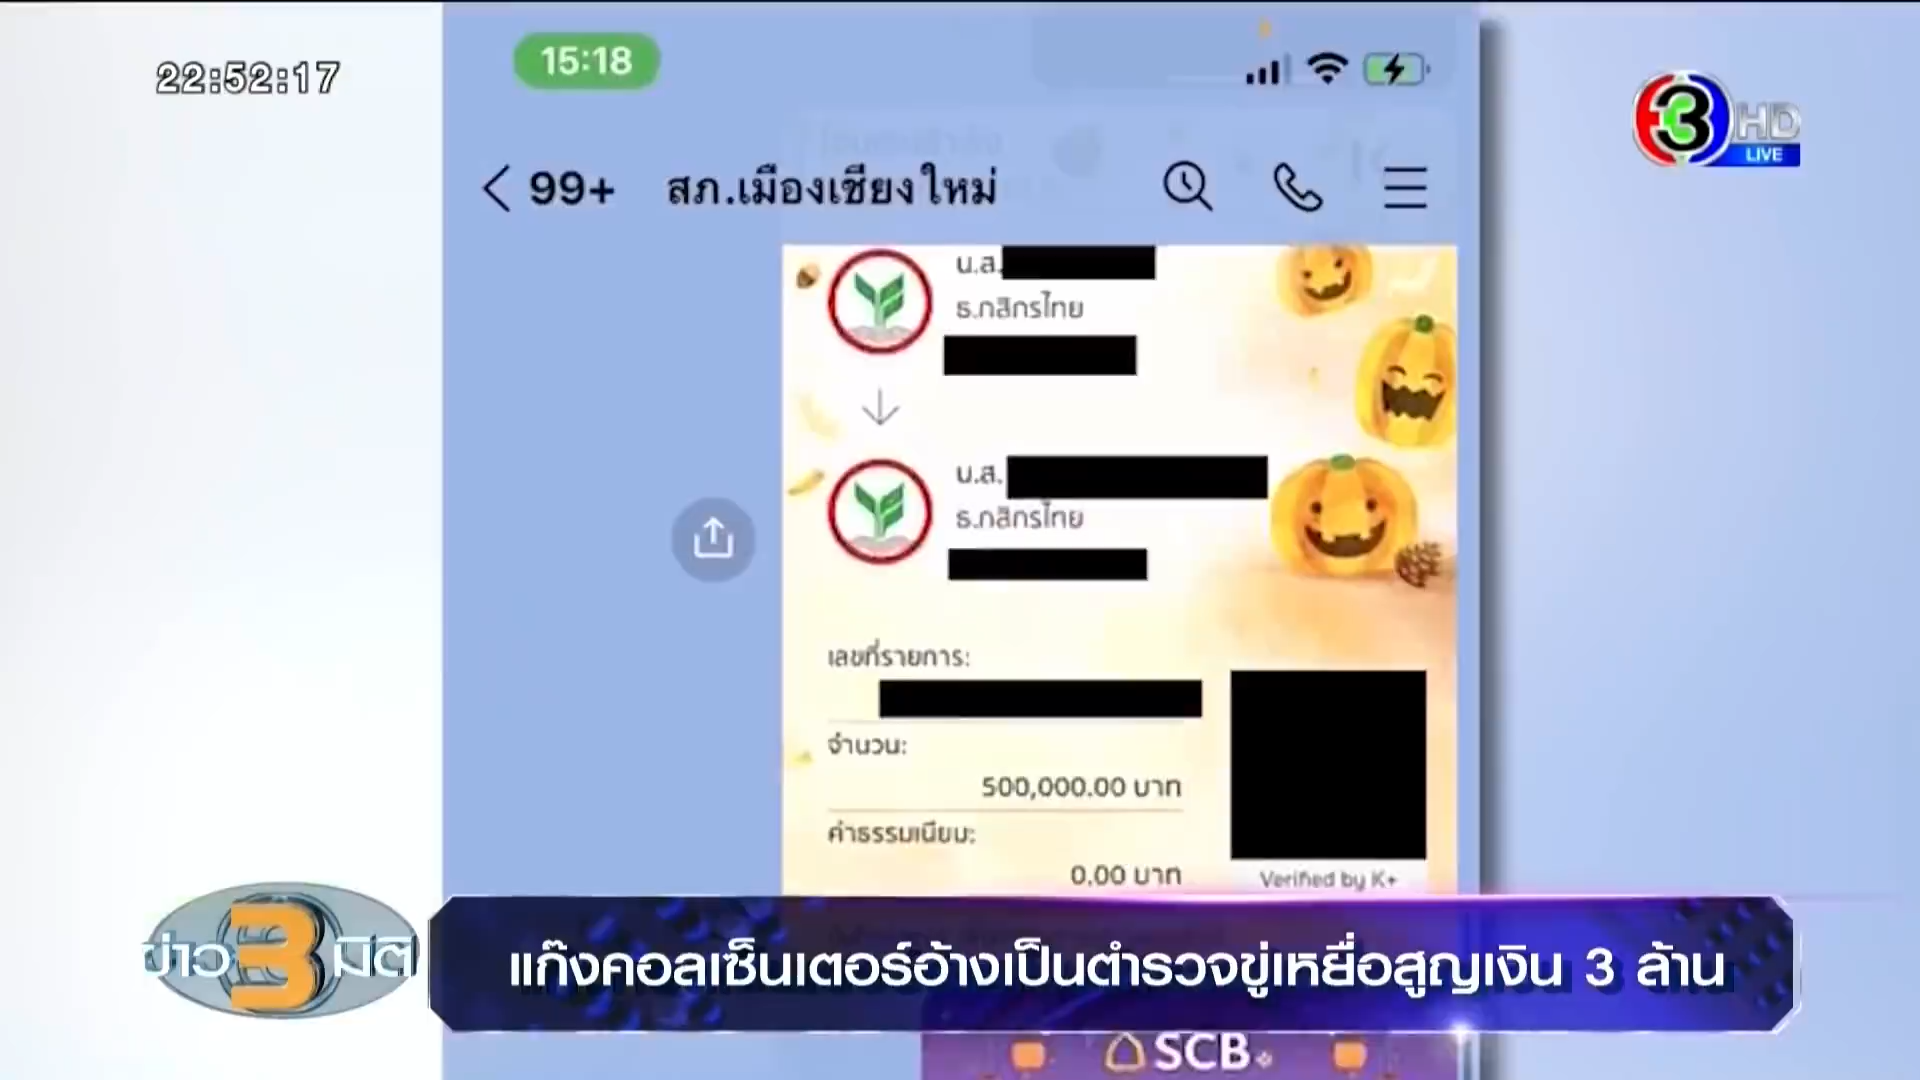 22:52:17
15:18
3 HD
LIVE
99+ สภ.เมืองเชียงใหม่
น.ส.
ธ.กสิกรไทย
น.ส.
ธ.กสิกรไทย
เลขที่รายการ:
จำนวน:
500,000.00 บาท
ค่าธรรมเนียม:
0.00 บาท
Verified by K+
ข่าว 3 มิติ
แก๊งคอลเซ็นเตอร์อ้างเป็นตำรวจขู่เหยื่อสูญเงิน 3 ล้าน
SCB